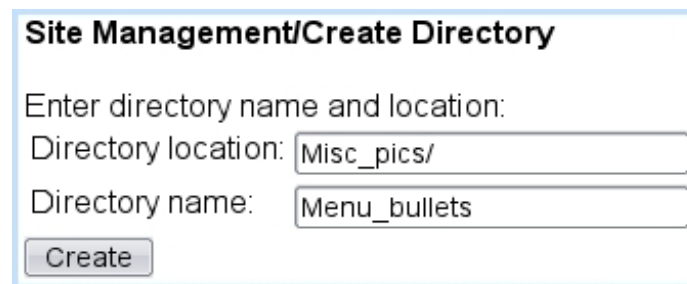 Site Management/Create Directory
Enter directory name and location:
Directory location: Misc_pics/
Directory name: Menu_bullets
Create